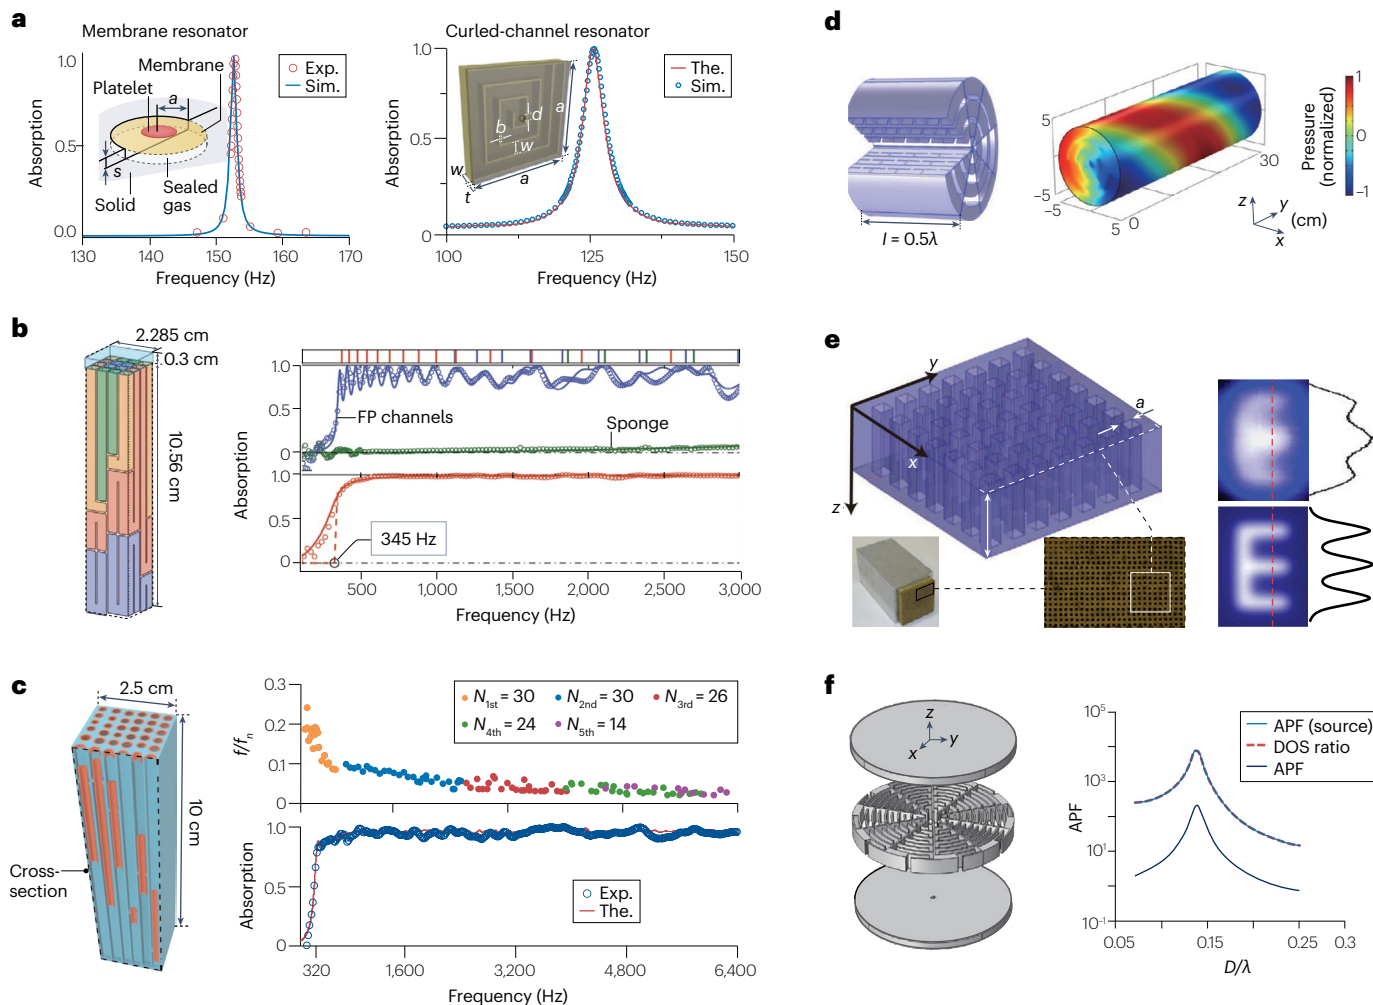 a
Membrane resonator
Absorption
1.0
0.5
0.0
Membrane
Platelet
a
s
Solid
Sealed
gas
Exp.
Sim.
130
140
150
160
170
Frequency (Hz)
Curled-channel resonator
Absorption
1.0
0.5
0
d
b
a
w
w
t
a
The.
Sim.
100
125
150
Frequency (Hz)
b
2.285 cm
0.3 cm
10.56 cm
Absorption
1.0
0.5
0
FP channels
Sponge
Absorption
1.0
0.5
0
345 Hz
500
1,000
1,500
2,000
2,500
3,000
Frequency (Hz)
c
2.5 cm
10 cm
Cross-
section
f/fn
0.3
0.2
0.1
0
N1st = 30
N2nd = 30
N3rd = 26
N4th = 24
N5th = 14
Absorption
1.0
0.5
0
Exp.
The.
320
1,600
3,200
4,800
6,400
Frequency (Hz)
d
l = 0.5λ
5
−5
−5
5
0
30
(cm)
z
y
x
Pressure
(normalized)
1
0
−1
e
y
x
z
a
E
E
f
z
x
y
APF
10^5
10^3
10^1
10^−1
APF (source)
DOS ratio
APF
0.05
0.15
0.25
0.3
D/λ